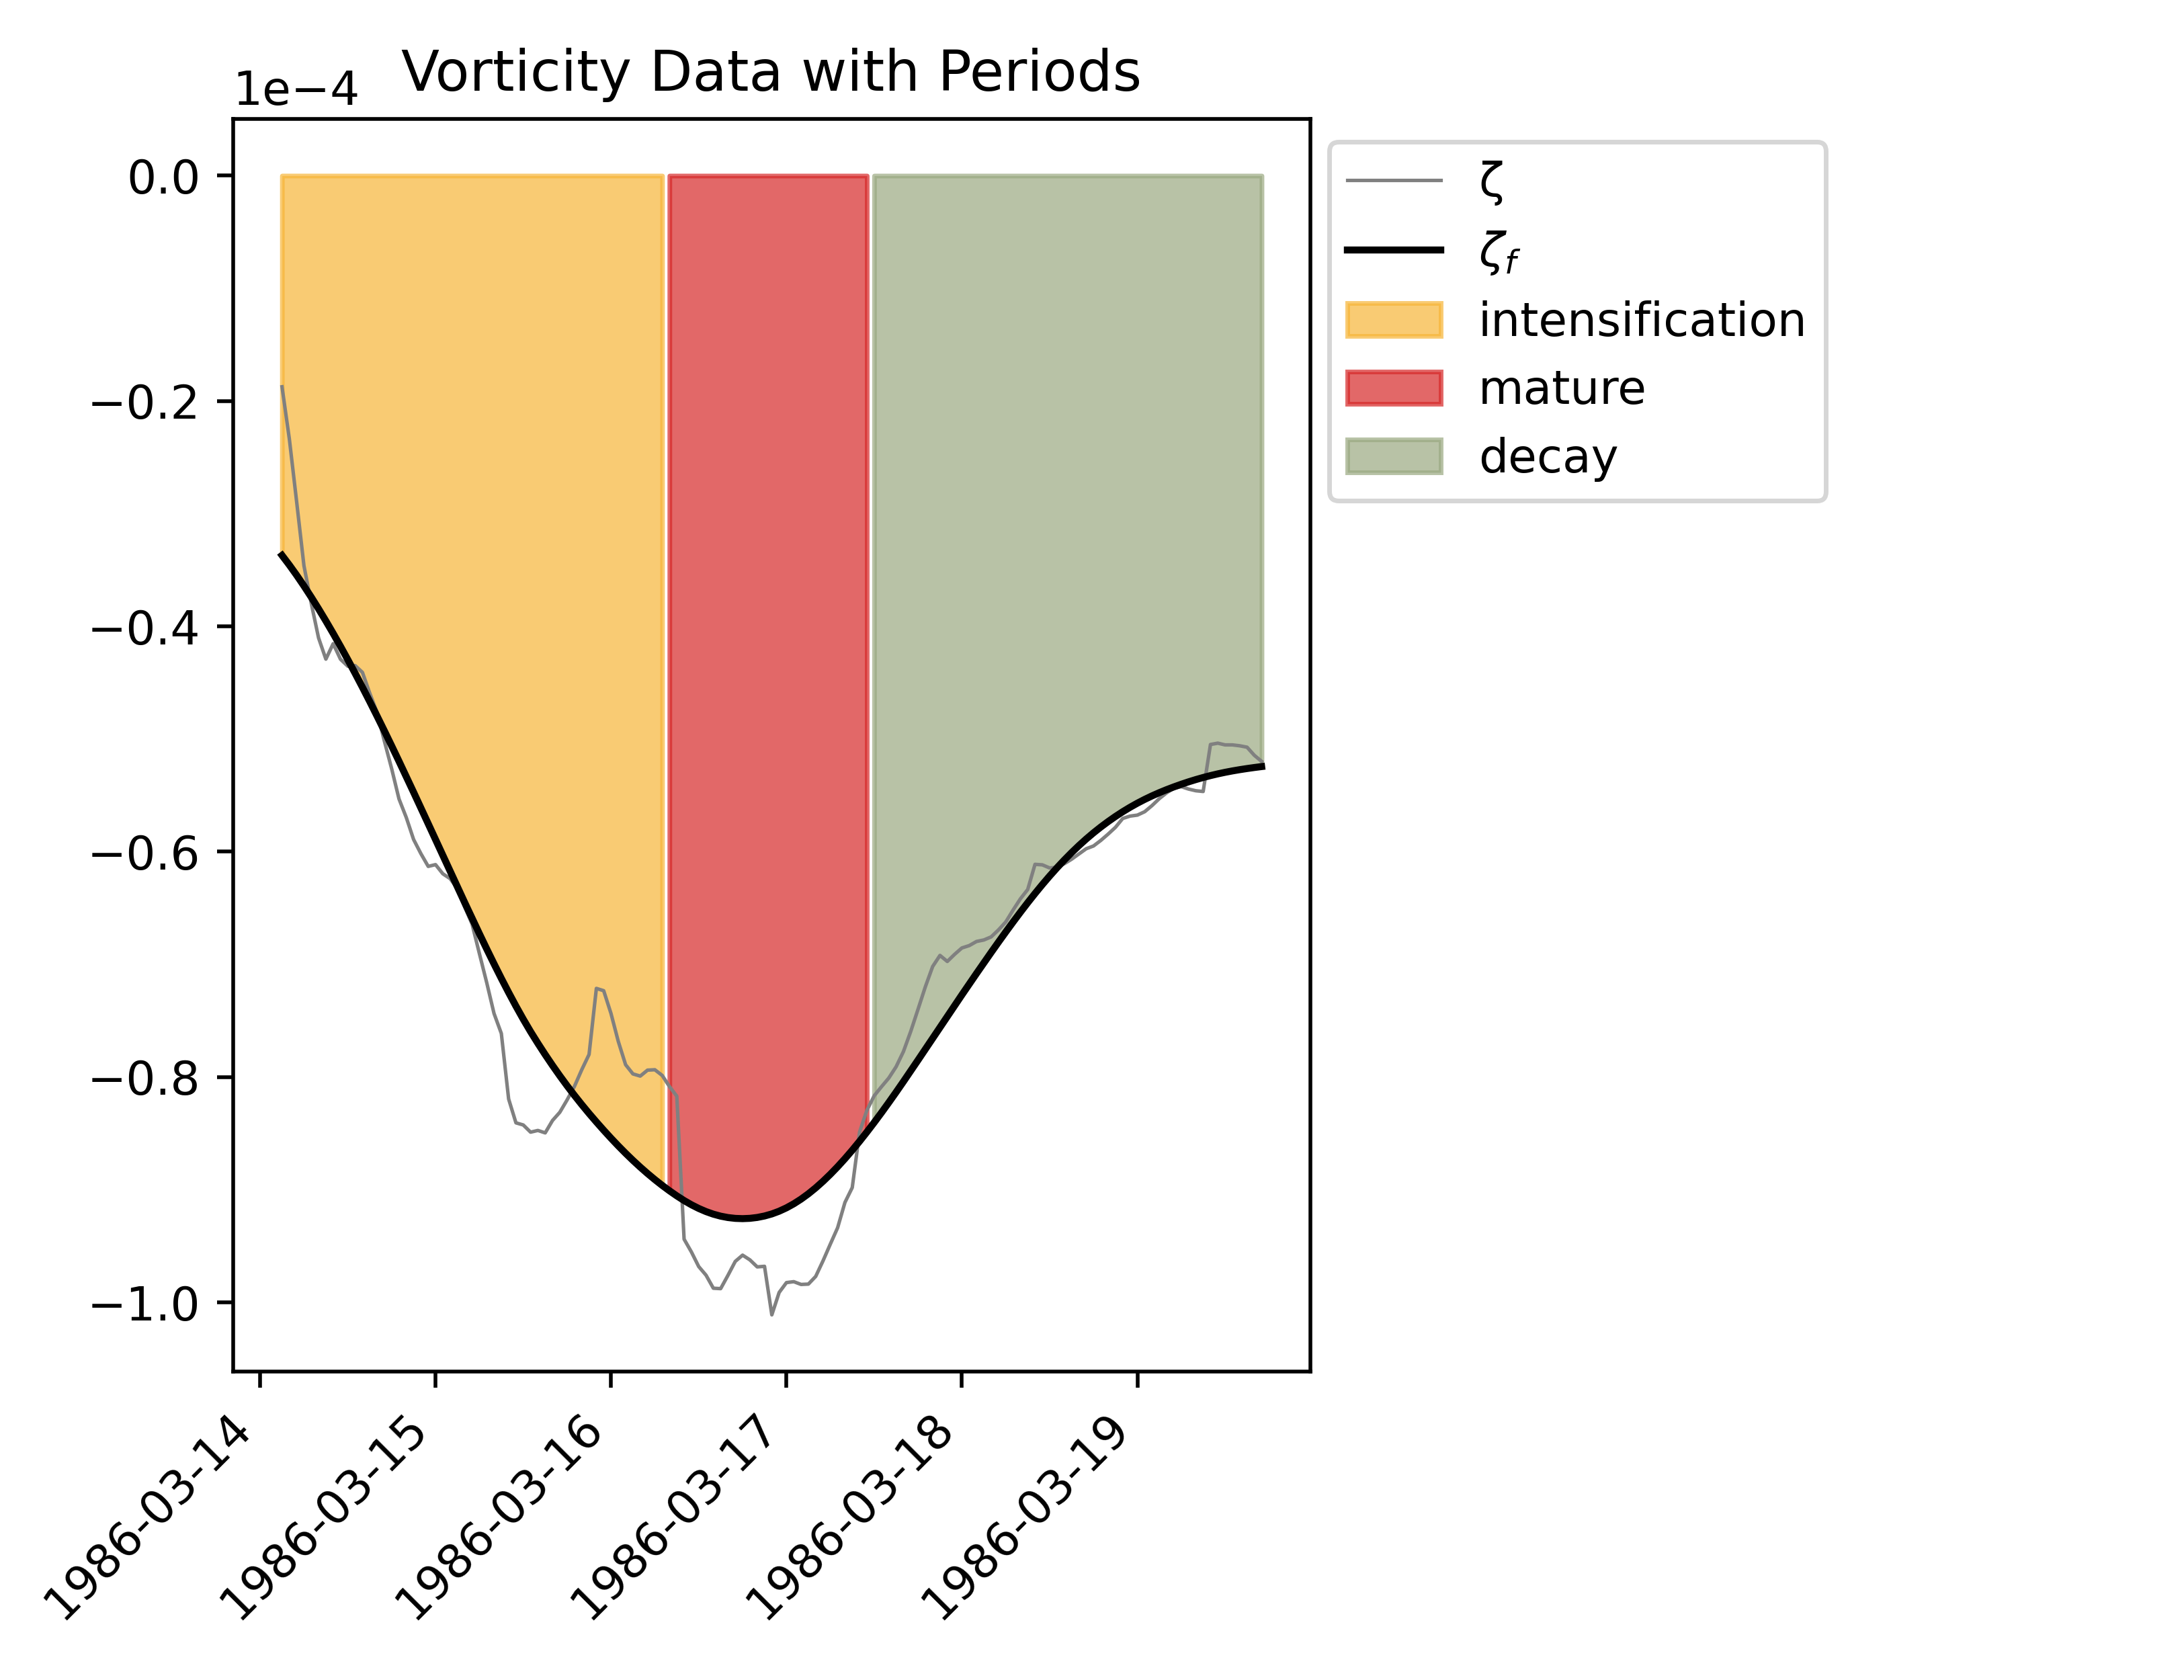 Vorticity Data with Periods
1e−4
0.0
−0.2
−0.4
−0.6
−0.8
−1.0
1986-03-14
1986-03-15
1986-03-16
1986-03-17
1986-03-18
1986-03-19
ζ
ζf
intensification
mature
decay